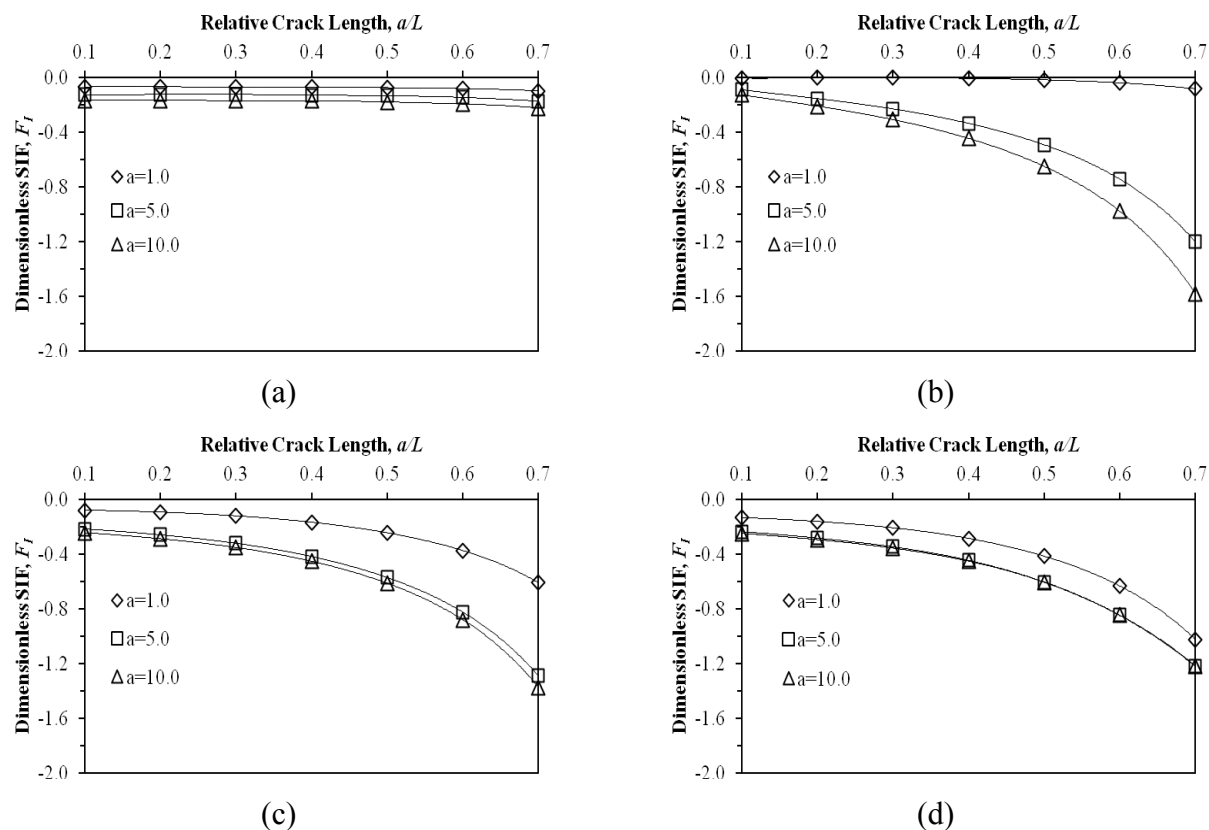 Relative Crack Length, a/L
0.1 0.2 0.3 0.4 0.5 0.6 0.7
0.0
-0.4
-0.8
-1.2
-1.6
-2.0
Dimensionless SIF, F_I
a=1.0
a=5.0
a=10.0
(a)
Relative Crack Length, a/L
0.1 0.2 0.3 0.4 0.5 0.6 0.7
0.0
-0.4
-0.8
-1.2
-1.6
-2.0
Dimensionless SIF, F_I
a=1.0
a=5.0
a=10.0
(b)
Relative Crack Length, a/L
0.1 0.2 0.3 0.4 0.5 0.6 0.7
0.0
-0.4
-0.8
-1.2
-1.6
-2.0
Dimensionless SIF, F_I
a=1.0
a=5.0
a=10.0
(c)
Relative Crack Length, a/L
0.1 0.2 0.3 0.4 0.5 0.6 0.7
0.0
-0.4
-0.8
-1.2
-1.6
-2.0
Dimensionless SIF, F_I
a=1.0
a=5.0
a=10.0
(d)